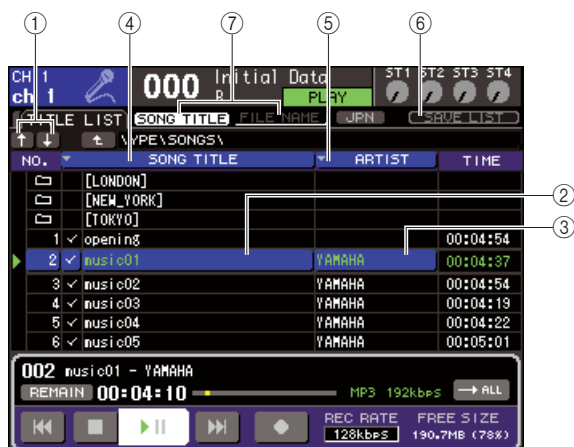 ① ④ ⑦ ⑤ ⑥
CH 1 000 Initial Data ST1 ST2 ST3 ST4
ch 1 R PLAY
TITLE LIST SONG TITLE FILE NAME JPN SAVE LIST
\YPE\SONGS\
NO. SONG TITLE ARTIST TIME
[LONDON]
[NEW_YORK] ②
[TOKYO] ③
1 ✓ opening 00:04:54
2 ✓ music01 YAMAHA 00:04:37
3 ✓ music02 YAMAHA 00:04:54
4 ✓ music03 YAMAHA 00:04:19
5 ✓ music04 YAMAHA 00:04:22
6 ✓ music05 YAMAHA 00:05:01
002 music01 - YAMAHA
REMAIN 00:04:10 MP3 192kbps → ALL
REC RATE FREE SIZE
128kbps 190.7MB (78%)